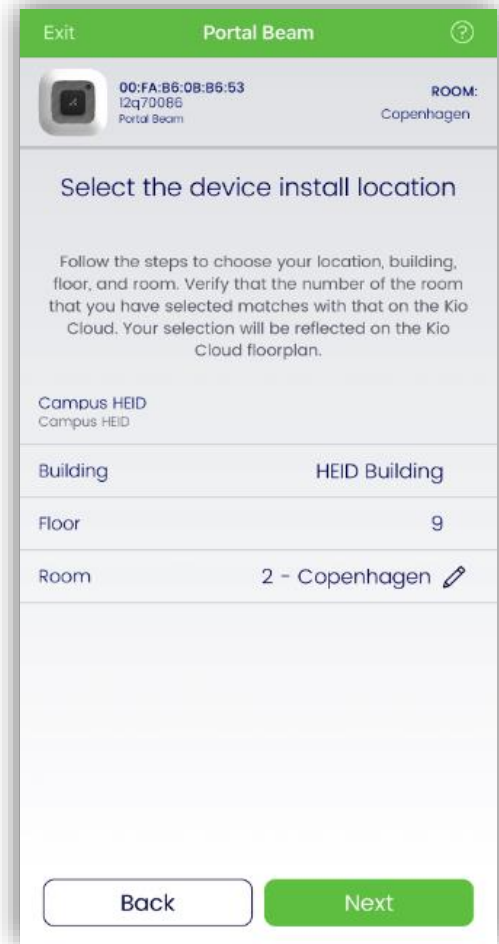 Exit Portal Beam ?
00:FA:B6:0B:B6:53
l2q70086
Portal Beam
ROOM:
Copenhagen
Select the device install location
Follow the steps to choose your location, building,
floor, and room. Verify that the number of the room
that you have selected matches with that on the Kio
Cloud. Your selection will be reflected on the Kio
Cloud floorplan.
Campus HEID
Campus HEID
Building HEID Building
Floor 9
Room 2 - Copenhagen
Back Next